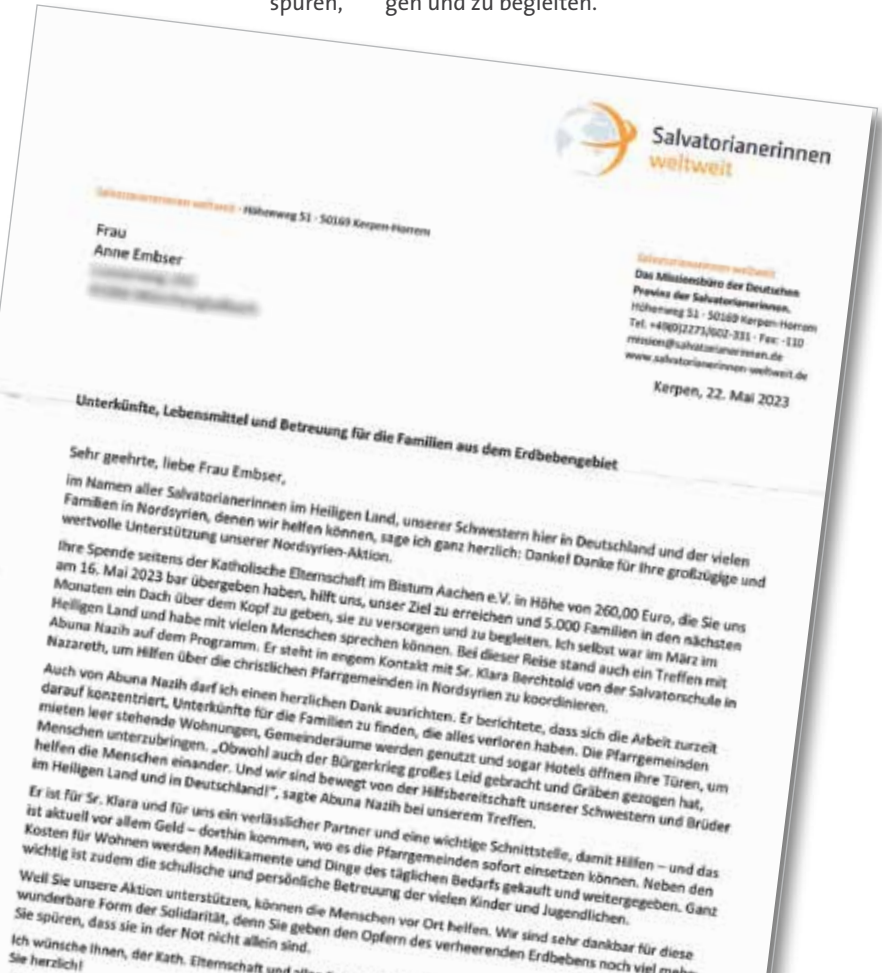 spüren, gen und zu begleiten.
Salvatorianerinnen
weltweit
Salvatorianerinnen weltweit · Höhenweg 51 · 50169 Kerpen-Horrem
Frau
Anne Embser
Salvatorianerinnen weltweit
Das Missionsbüro der Deutschen
Provinz der Salvatorianerinnen,
Höhenweg 51 · 50169 Kerpen-Horrem
Tel. +49(0)2271/602-331 · Fax: -110
mission@salvatorianerinnen.de
www.salvatorianerinnen-weltweit.de
Kerpen, 22. Mai 2023
Unterkünfte, Lebensmittel und Betreuung für die Familien aus dem Erdbebengebiet
Sehr geehrte, liebe Frau Embser,
im Namen aller Salvatorianerinnen im Heiligen Land, unserer Schwestern hier in Deutschland und der vielen
Familien in Nordsyrien, denen wir helfen können, sage ich ganz herzlich: Danke! Danke für Ihre großzügige und
wertvolle Unterstützung unserer Nordsyrien-Aktion.
Ihre Spende seitens der Katholische Elternschaft im Bistum Aachen e.V. in Höhe von 260,00 Euro, die Sie uns
am 16. Mai 2023 bar übergeben haben, hilft uns, unser Ziel zu erreichen und 5.000 Familien in den nächsten
Monaten ein Dach über dem Kopf zu geben, sie zu versorgen und zu begleiten. Ich selbst war im März im
Heiligen Land und habe mit vielen Menschen sprechen können. Bei dieser Reise stand auch ein Treffen mit
Abuna Nazih auf dem Programm. Er steht in engem Kontakt mit Sr. Klara Berchtold von der Salvatorschule in
Nazareth, um Hilfen über die christlichen Pfarrgemeinden in Nordsyrien zu koordinieren.
Auch von Abuna Nazih darf ich einen herzlichen Dank ausrichten. Er berichtete, dass sich die Arbeit zurzeit
darauf konzentriert, Unterkünfte für die Familien zu finden, die alles verloren haben. Die Pfarrgemeinden
mieten leer stehende Wohnungen, Gemeinderäume werden genutzt und sogar Hotels öffnen ihre Türen, um
Menschen unterzubringen. „Obwohl auch der Bürgerkrieg großes Leid gebracht und Gräben gezogen hat,
helfen die Menschen einander. Und wir sind bewegt von der Hilfsbereitschaft unserer Schwestern und Brüder
im Heiligen Land und in Deutschland!", sagte Abuna Nazih bei unserem Treffen.
Er ist für Sr. Klara und für uns ein verlässlicher Partner und eine wichtige Schnittstelle, damit Hilfen – und das
ist aktuell vor allem Geld – dorthin kommen, wo es die Pfarrgemeinden sofort einsetzen können. Neben den
Kosten für Wohnen werden Medikamente und Dinge des täglichen Bedarfs gekauft und weitergegeben. Ganz
wichtig ist zudem die schulische und persönliche Betreuung der vielen Kinder und Jugendlichen.
Weil Sie unsere Aktion unterstützen, können die Menschen vor Ort helfen. Wir sind sehr dankbar für diese
wunderbare Form der Solidarität, denn Sie geben den Opfern des verheerenden Erdbebens noch viel mehr:
Sie spüren, dass sie in der Not nicht allein sind.
Ich wünsche Ihnen, der Kath. Elternschaft und
Sie herzlich!